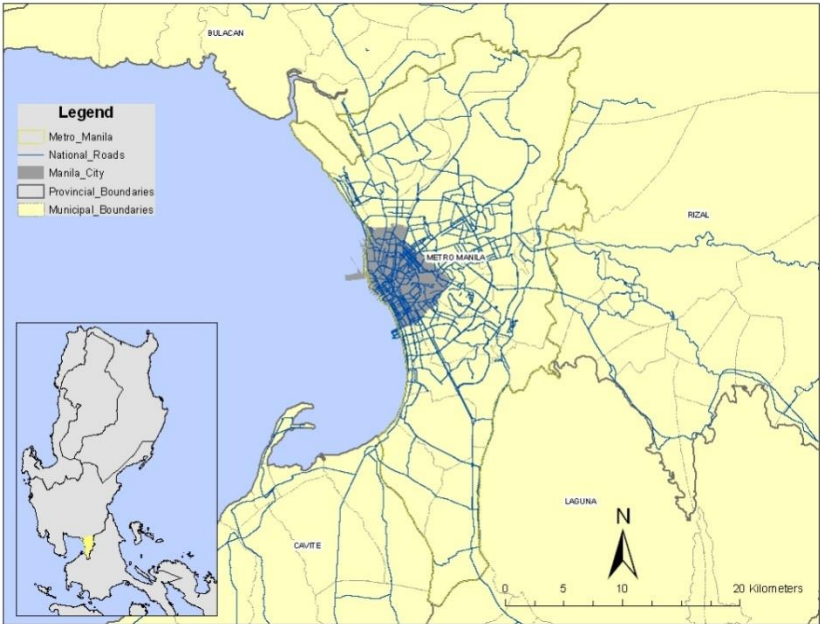 BULACAN
Legend
Metro_Manila
National_Roads
Manila_City
Provincial_Boundaries
Municipal_Boundaries
RIZAL
METRO MANILA
LAGUNA
N
CAVITE
0 5 10 20 Kilometers